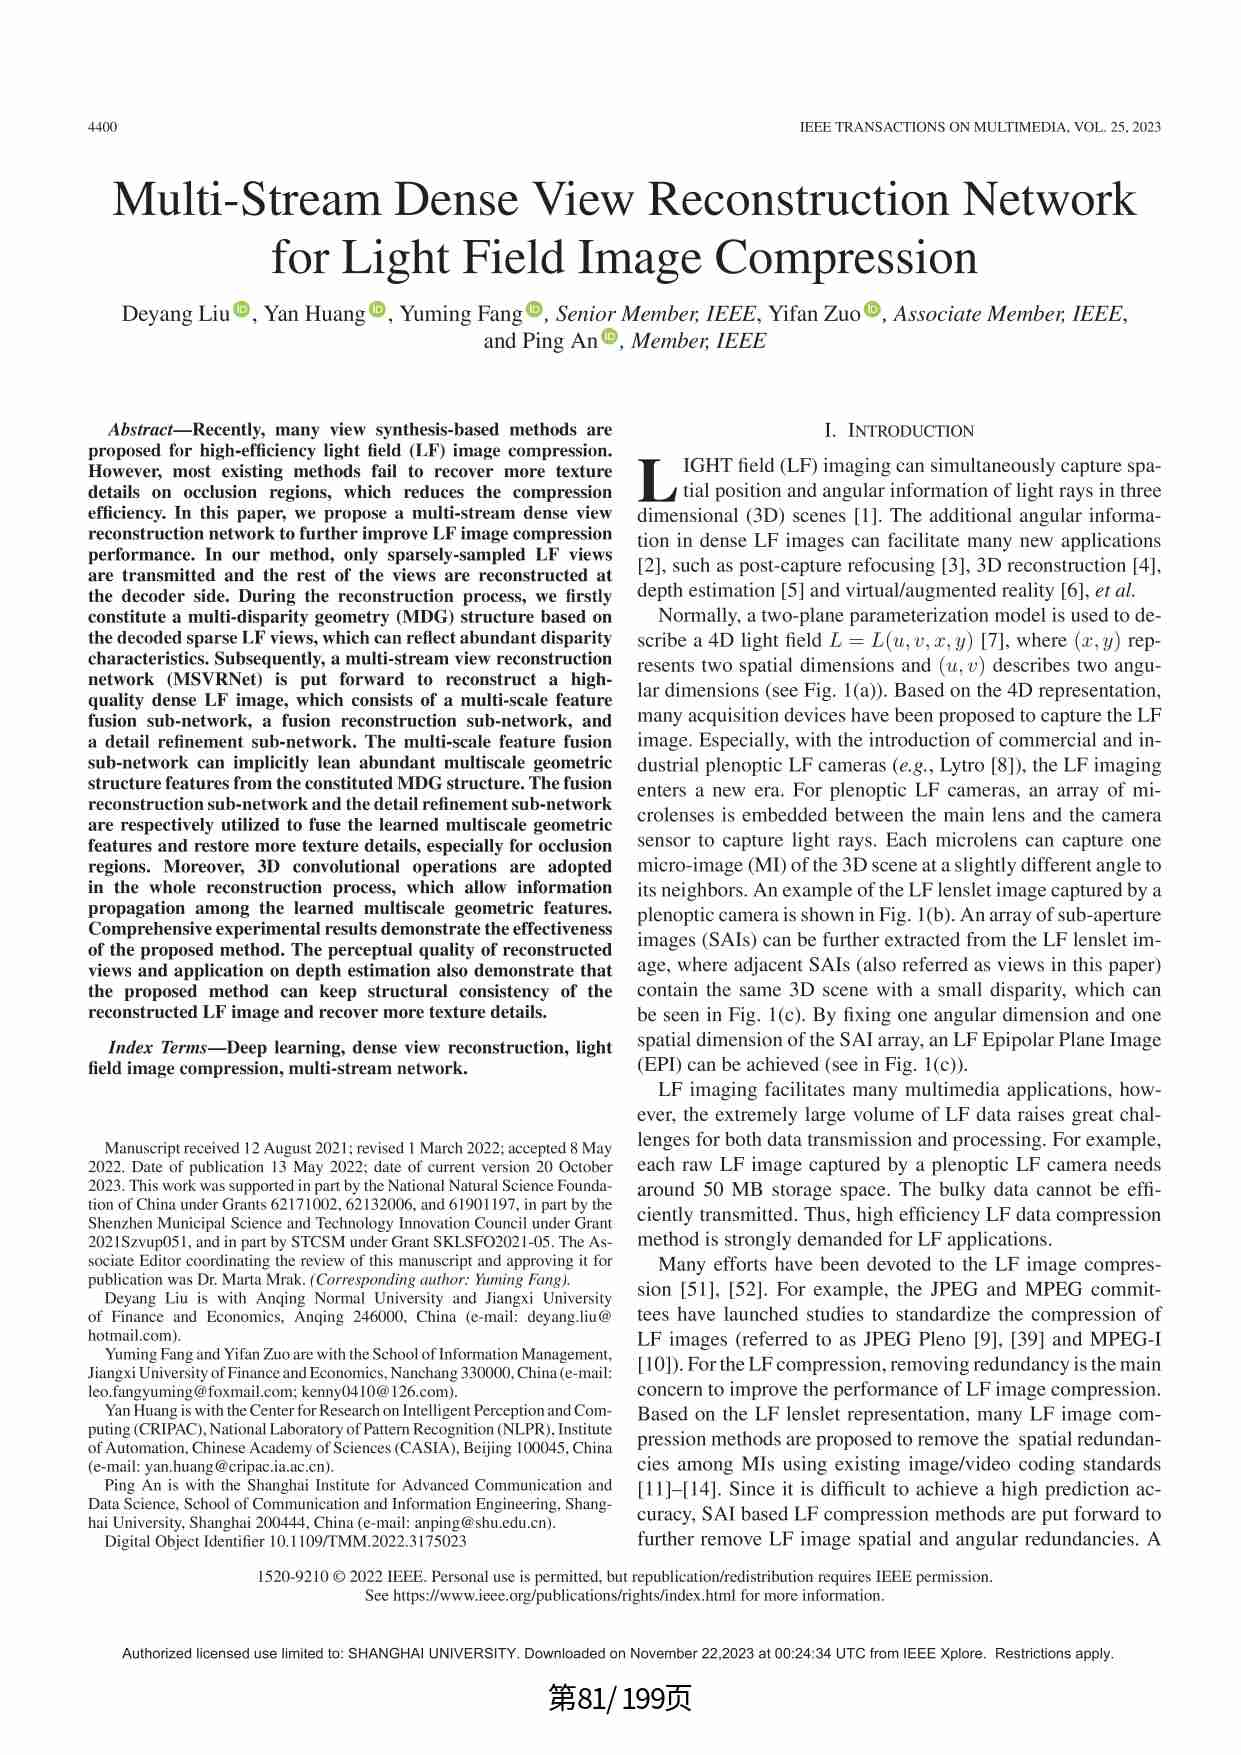 4400
IEEE TRANSACTIONS ON MULTIMEDIA, VOL. 25, 2023
Multi-Stream Dense View Reconstruction Network
for Light Field Image Compression
Deyang Liu, Yan Huang, Yuming Fang, Senior Member, IEEE, Yifan Zuo, Associate Member, IEEE,
and Ping An, Member, IEEE
Abstract—Recently, many view synthesis-based methods are
proposed for high-efficiency light field (LF) image compression.
However, most existing methods fail to recover more texture
details on occlusion regions, which reduces the compression
efficiency. In this paper, we propose a multi-stream dense view
reconstruction network to further improve LF image compression
performance. In our method, only sparsely-sampled LF views
are transmitted and the rest of the views are reconstructed at
the decoder side. During the reconstruction process, we firstly
constitute a multi-disparity geometry (MDG) structure based on
the decoded sparse LF views, which can reflect abundant disparity
characteristics. Subsequently, a multi-stream view reconstruction
network (MSVRNet) is put forward to reconstruct a high-
quality dense LF image, which consists of a multi-scale feature
fusion sub-network, a fusion reconstruction sub-network, and
a detail refinement sub-network. The multi-scale feature fusion
sub-network can implicitly lean abundant multiscale geometric
structure features from the constituted MDG structure. The fusion
reconstruction sub-network and the detail refinement sub-network
are respectively utilized to fuse the learned multiscale geometric
features and restore more texture details, especially for occlusion
regions. Moreover, 3D convolutional operations are adopted
in the whole reconstruction process, which allow information
propagation among the learned multiscale geometric features.
Comprehensive experimental results demonstrate the effectiveness
of the proposed method. The perceptual quality of reconstructed
views and application on depth estimation also demonstrate that
the proposed method can keep structural consistency of the
reconstructed LF image and recover more texture details.
Index Terms—Deep learning, dense view reconstruction, light
field image compression, multi-stream network.
Manuscript received 12 August 2021; revised 1 March 2022; accepted 8 May
2022. Date of publication 13 May 2022; date of current version 20 October
2023. This work was supported in part by the National Natural Science Founda-
tion of China under Grants 62171002, 62132006, and 61901197, in part by the
Shenzhen Municipal Science and Technology Innovation Council under Grant
2021Szvup051, and in part by STCSM under Grant SKLSFO2021-05. The As-
sociate Editor coordinating the review of this manuscript and approving it for
publication was Dr. Marta Mrak. (Corresponding author: Yuming Fang).
Deyang Liu is with Anqing Normal University and Jiangxi University
of Finance and Economics, Anqing 246000, China (e-mail: deyang.liu@
hotmail.com).
Yuming Fang and Yifan Zuo are with the School of Information Management,
Jiangxi University of Finance and Economics, Nanchang 330000, China (e-mail:
leo.fangyuming@foxmail.com; kenny0410@126.com).
Yan Huang is with the Center for Research on Intelligent Perception and Com-
puting (CRIPAC), National Laboratory of Pattern Recognition (NLPR), Institute
of Automation, Chinese Academy of Sciences (CASIA), Beijing 100045, China
(e-mail: yan.huang@cripac.ia.ac.cn).
Ping An is with the Shanghai Institute for Advanced Communication and
Data Science, School of Communication and Information Engineering, Shang-
hai University, Shanghai 200444, China (e-mail: anping@shu.edu.cn).
Digital Object Identifier 10.1109/TMM.2022.3175023
I. INTRODUCTION
LIGHT field (LF) imaging can simultaneously capture spa-
tial position and angular information of light rays in three
dimensional (3D) scenes [1]. The additional angular informa-
tion in dense LF images can facilitate many new applications
[2], such as post-capture refocusing [3], 3D reconstruction [4],
depth estimation [5] and virtual/augmented reality [6], et al.
Normally, a two-plane parameterization model is used to de-
scribe a 4D light field L = L(u, v, x, y) [7], where (x, y) rep-
resents two spatial dimensions and (u, v) describes two angu-
lar dimensions (see Fig. 1(a)). Based on the 4D representation,
many acquisition devices have been proposed to capture the LF
image. Especially, with the introduction of commercial and in-
dustrial plenoptic LF cameras (e.g., Lytro [8]), the LF imaging
enters a new era. For plenoptic LF cameras, an array of mi-
crolenses is embedded between the main lens and the camera
sensor to capture light rays. Each microlens can capture one
micro-image (MI) of the 3D scene at a slightly different angle to
its neighbors. An example of the LF lenslet image captured by a
plenoptic camera is shown in Fig. 1(b). An array of sub-aperture
images (SAIs) can be further extracted from the LF lenslet im-
age, where adjacent SAIs (also referred as views in this paper)
contain the same 3D scene with a small disparity, which can
be seen in Fig. 1(c). By fixing one angular dimension and one
spatial dimension of the SAI array, an LF Epipolar Plane Image
(EPI) can be achieved (see in Fig. 1(c)).
LF imaging facilitates many multimedia applications, how-
ever, the extremely large volume of LF data raises great chal-
lenges for both data transmission and processing. For example,
each raw LF image captured by a plenoptic LF camera needs
around 50 MB storage space. The bulky data cannot be effi-
ciently transmitted. Thus, high efficiency LF data compression
method is strongly demanded for LF applications.
Many efforts have been devoted to the LF image compres-
sion [51], [52]. For example, the JPEG and MPEG commit-
tees have launched studies to standardize the compression of
LF images (referred to as JPEG Pleno [9], [39] and MPEG-I
[10]). For the LF compression, removing redundancy is the main
concern to improve the performance of LF image compression.
Based on the LF lenslet representation, many LF image com-
pression methods are proposed to remove the spatial redundan-
cies among MIs using existing image/video coding standards
[11]–[14]. Since it is difficult to achieve a high prediction ac-
curacy, SAI based LF compression methods are put forward to
further remove LF image spatial and angular redundancies. A
1520-9210 © 2022 IEEE. Personal use is permitted, but republication/redistribution requires IEEE permission.
See https://www.ieee.org/publications/rights/index.html for more information.
Authorized licensed use limited to: SHANGHAI UNIVERSITY. Downloaded on November 22,2023 at 00:24:34 UTC from IEEE Xplore. Restrictions apply.
第81/199页